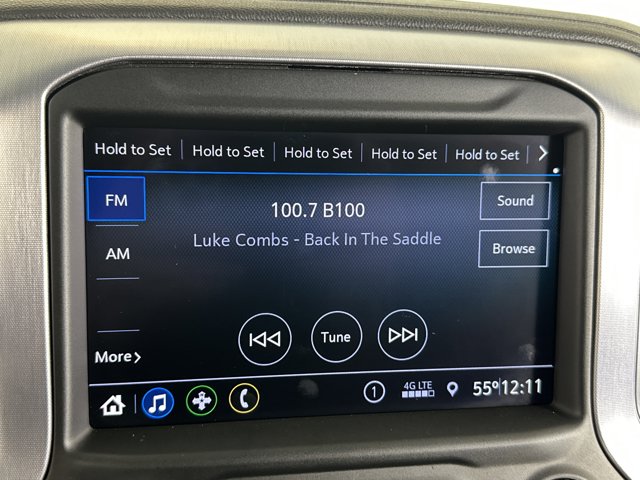 Hold to Set Hold to Set Hold to Set Hold to Set Hold to Set
FM
100.7 B100
Sound
Luke Combs - Back In The Saddle
AM
Browse
Tune
More
1 4G LTE 55° 12:11